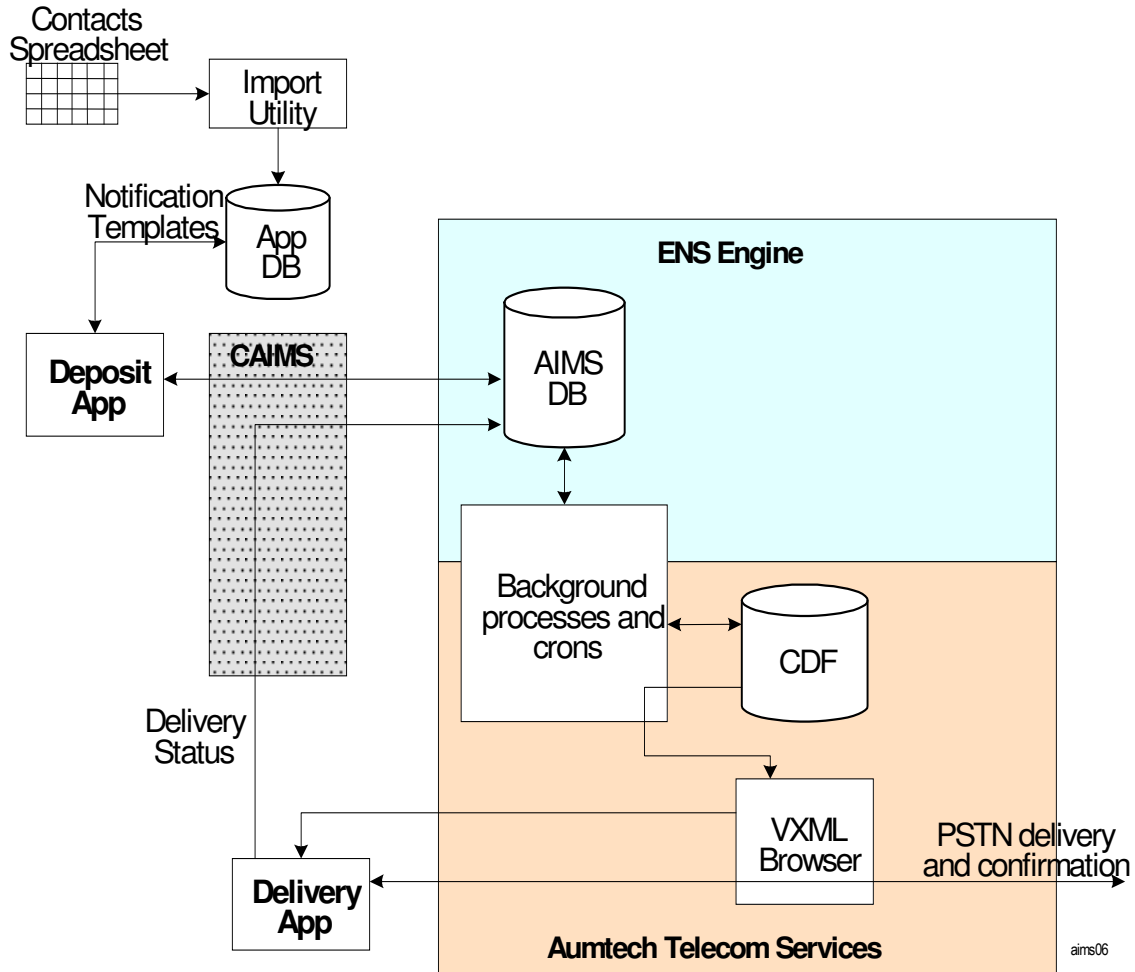 Contacts
Spreadsheet
Import
Utility
Notification
Templates
App
DB
ENS Engine
CAIMS
Deposit
App
AIMS
DB
Background
processes and
crons
CDF
Delivery
Status
VXML
Browser
PSTN delivery
and confirmation
Delivery
App
Aumtech Telecom Services
aims06